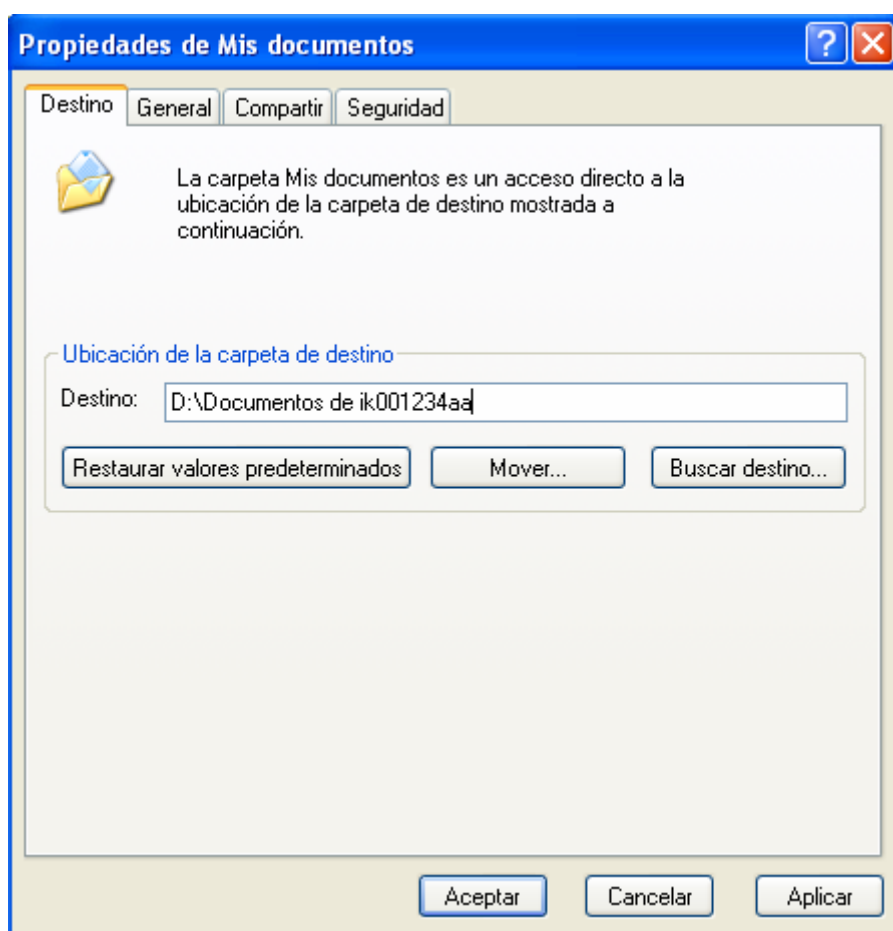 Propiedades de Mis documentos
Destino General Compartir Seguridad
La carpeta Mis documentos es un acceso directo a la
ubicación de la carpeta de destino mostrada a
continuación.
Ubicación de la carpeta de destino
Destino: D:\Documentos de ik001234aa
Restaurar valores predeterminados Mover... Buscar destino...
Aceptar Cancelar Aplicar